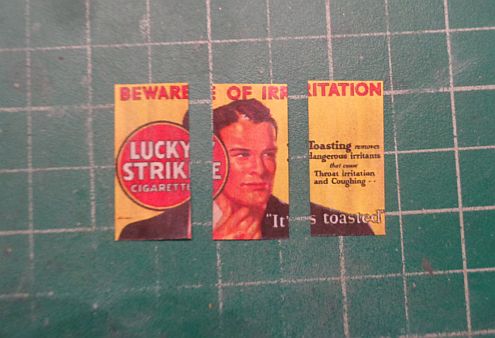 BEWARE OF IRRITATION
LUCKY
STRIKE
CIGARETTE
Toasting removes
dangerous irritants
that cause
Throat irritation
and Coughing - -
"It's toasted"